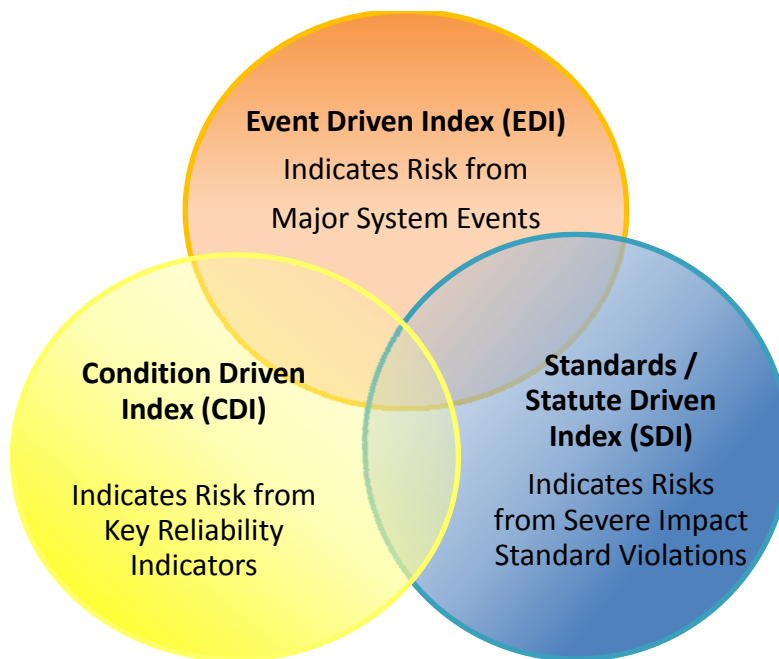 Event Driven Index (EDI)
Indicates Risk from
Major System Events
Condition Driven
Index (CDI)
Indicates Risk from
Key Reliability
Indicators
Standards /
Statute Driven
Index (SDI)
Indicates Risks
from Severe Impact
Standard Violations